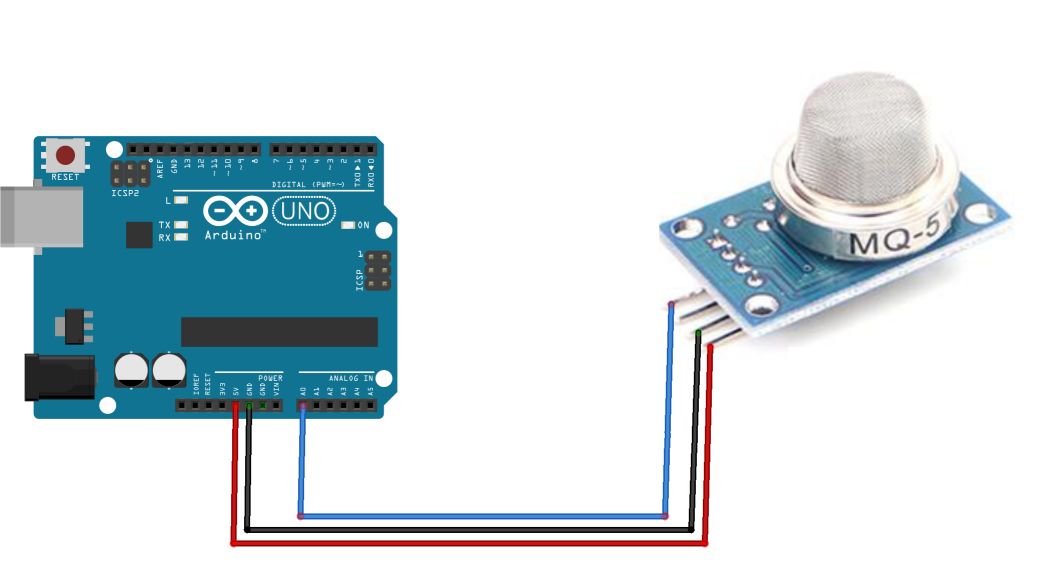 RESET
ICSP2
AREF
GND
13
12
~11
~10
~9
8
7
~6
~5
4
~3
2
TXD▶1
RXD◀0
DIGITAL (PWM=~)
L
TX
RX
UNO
Arduino™
ON
1
ICSP
MQ-5
POWER
ANALOG IN
IOREF
RESET
3V3
5V
GND
GND
VIN
A0
A1
A2
A3
A4
A5